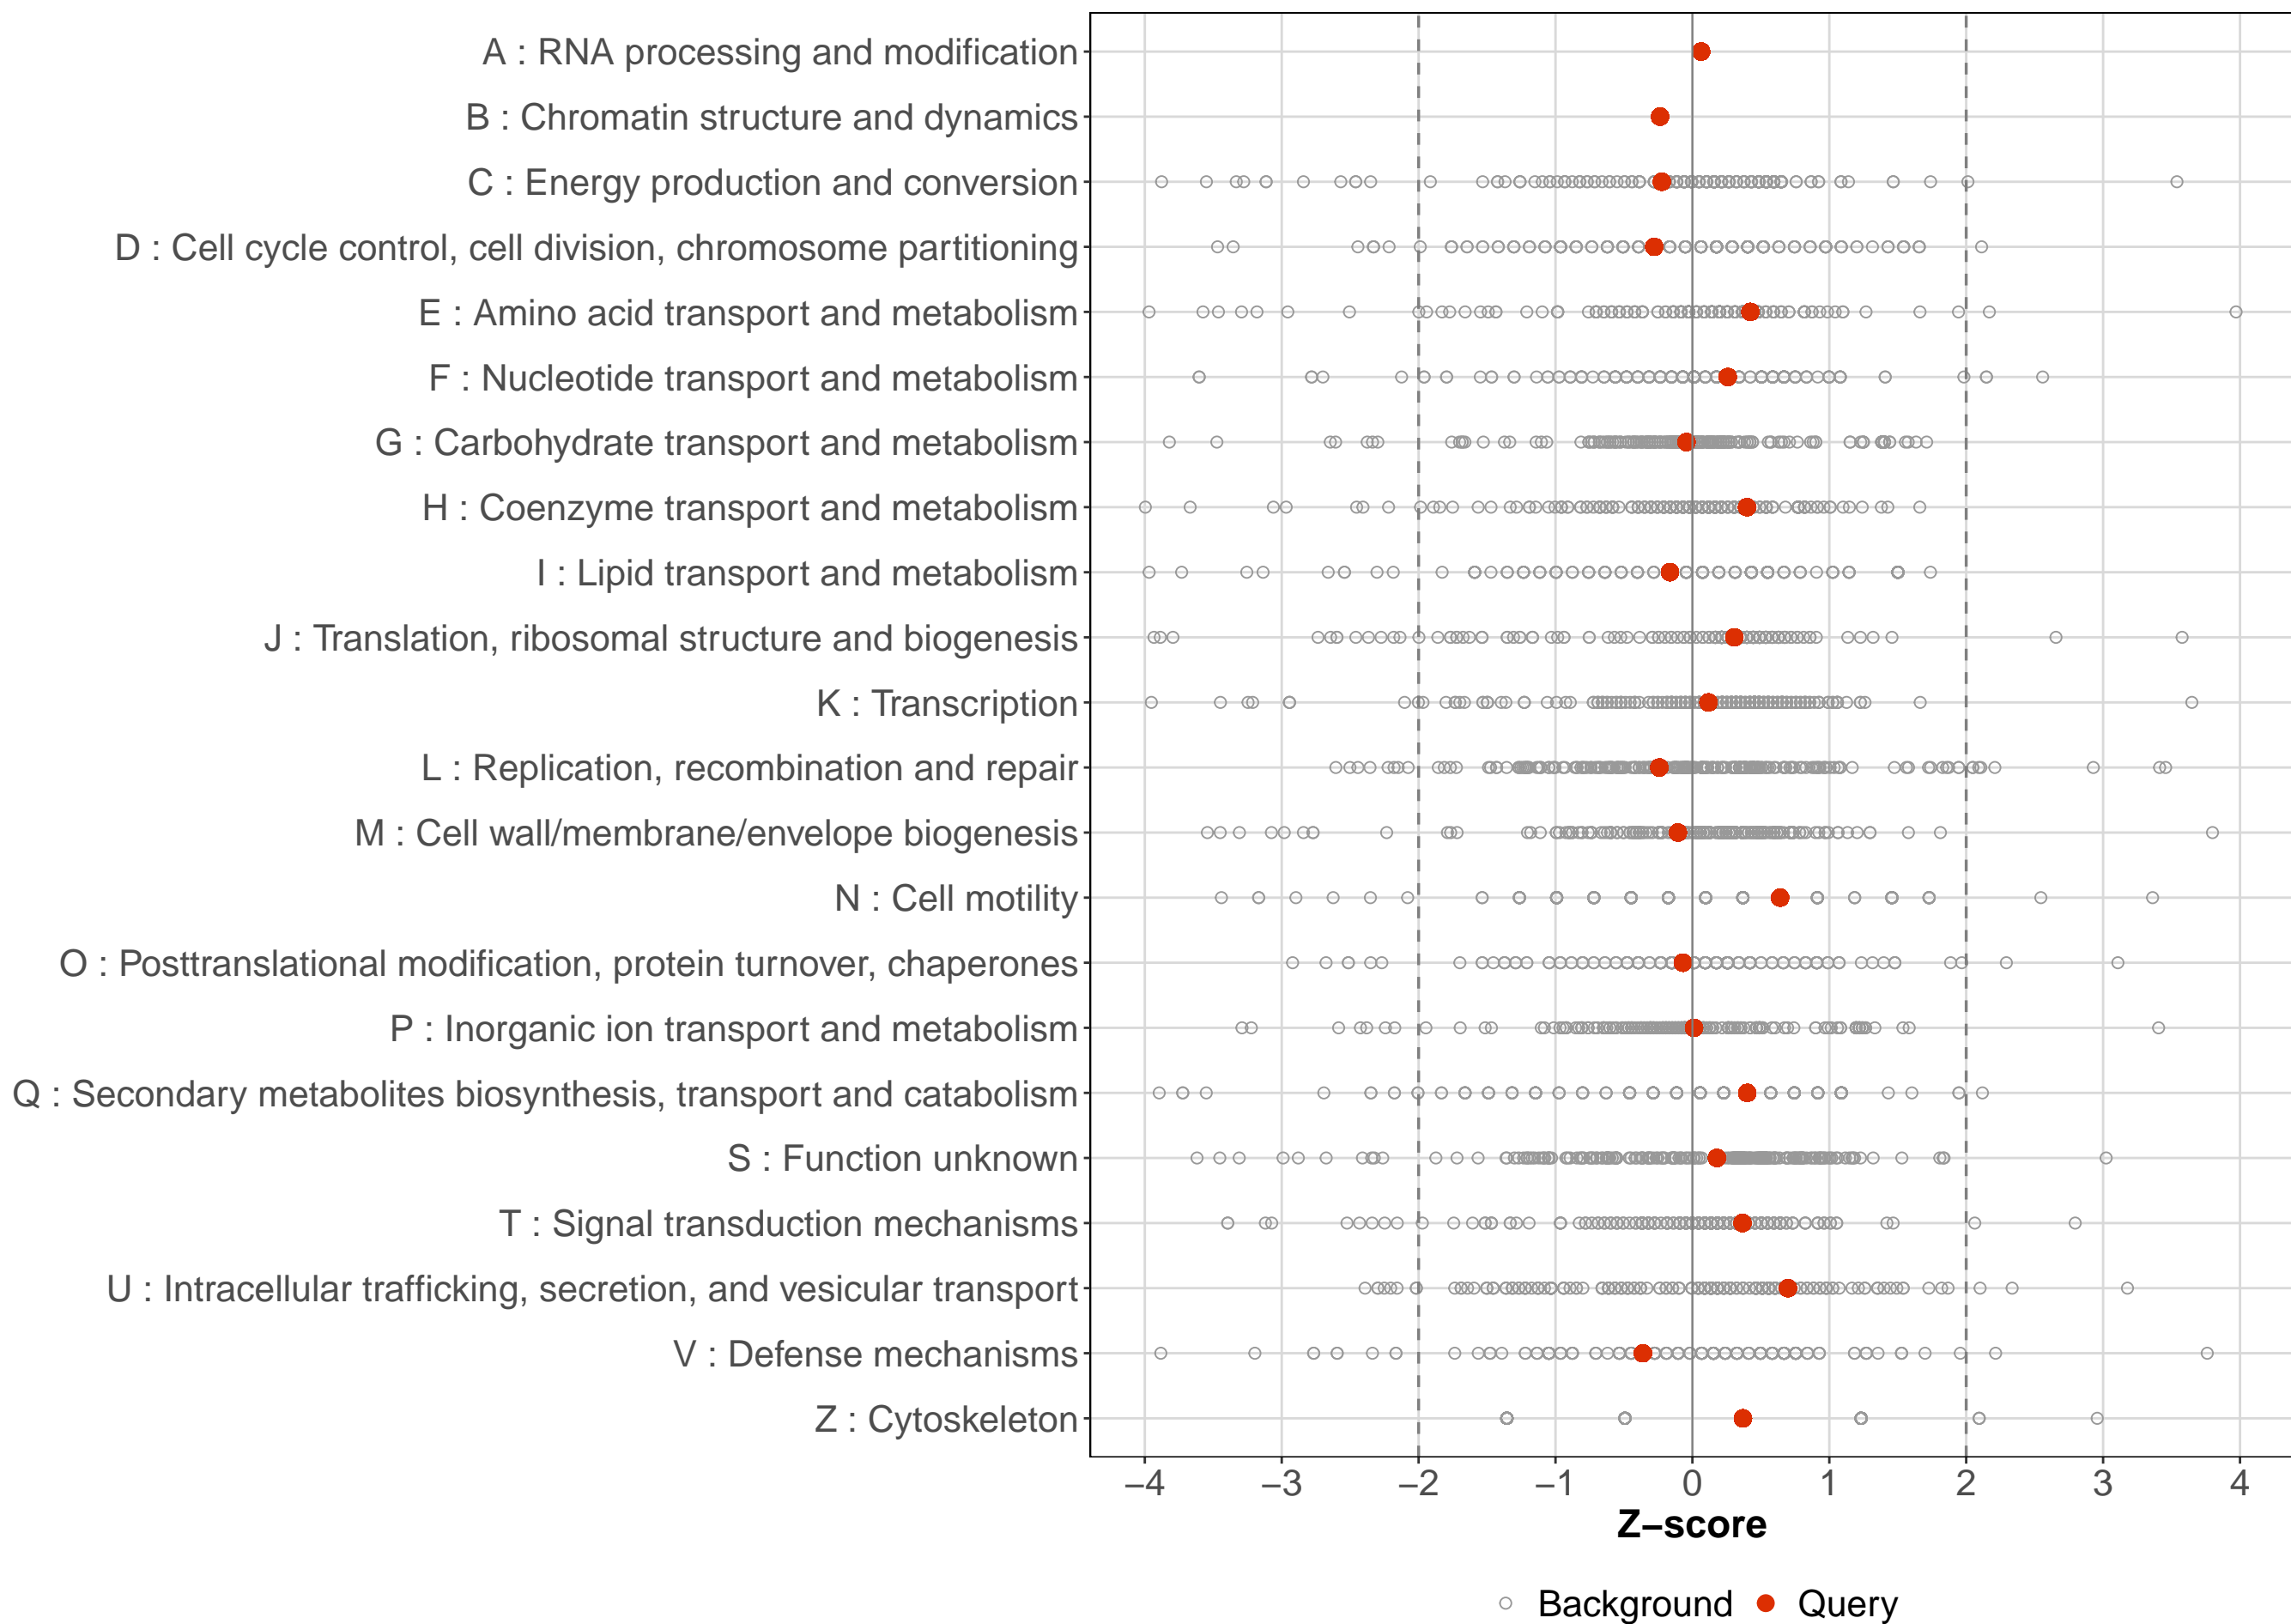 A : RNA processing and modification
B : Chromatin structure and dynamics
C : Energy production and conversion
D : Cell cycle control, cell division, chromosome partitioning
E : Amino acid transport and metabolism
F : Nucleotide transport and metabolism
G : Carbohydrate transport and metabolism
H : Coenzyme transport and metabolism
I : Lipid transport and metabolism
J : Translation, ribosomal structure and biogenesis
K : Transcription
L : Replication, recombination and repair
M : Cell wall/membrane/envelope biogenesis
N : Cell motility
O : Posttranslational modification, protein turnover, chaperones
P : Inorganic ion transport and metabolism
Q : Secondary metabolites biosynthesis, transport and catabolism
S : Function unknown
T : Signal transduction mechanisms
U : Intracellular trafficking, secretion, and vesicular transport
V : Defense mechanisms
Z : Cytoskeleton
−4 −3 −2 −1 0 1 2 3 4
Z−score
Background Query